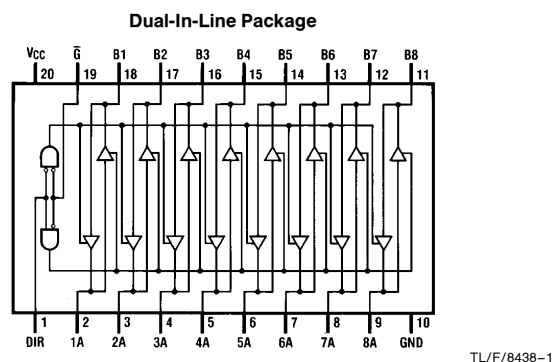 Dual-In-Line Package
VCC G̅ B1 B2 B3 B4 B5 B6 B7 B8
20 19 18 17 16 15 14 13 12 11
1 2 3 4 5 6 7 8 9 10
DIR 1A 2A 3A 4A 5A 6A 7A 8A GND
TL/F/8438–1